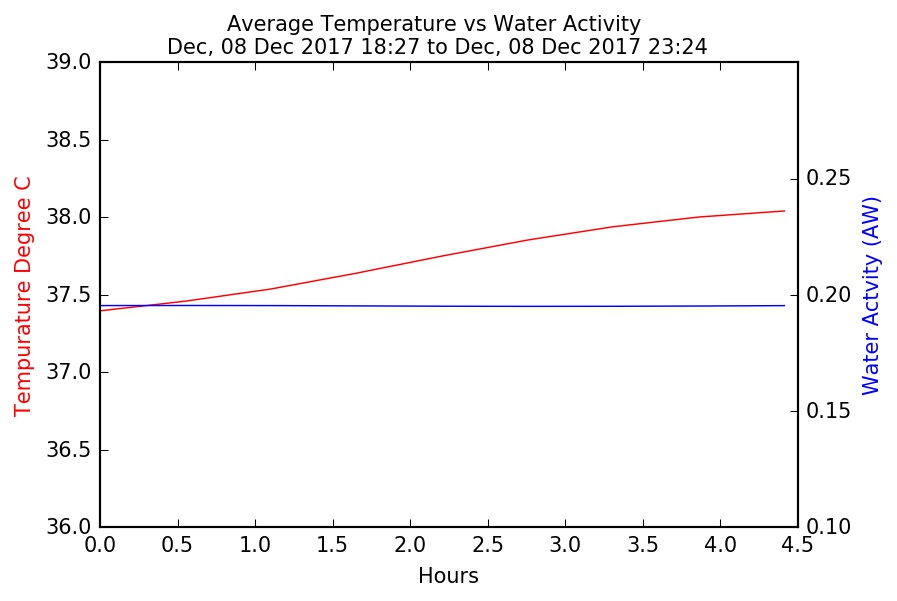 Average Temperature vs Water Activity
Dec, 08 Dec 2017 18:27 to Dec, 08 Dec 2017 23:24
39.0
38.5
38.0
37.5
37.0
36.5
36.0
Tempurature Degree C
0.25
0.20
0.15
0.10
Water Actvity (AW)
0.0 0.5 1.0 1.5 2.0 2.5 3.0 3.5 4.0 4.5
Hours